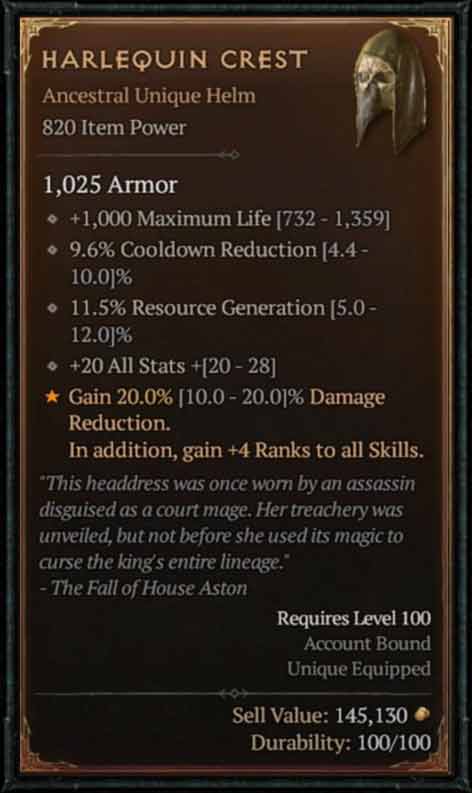 HARLEQUIN CREST
Ancestral Unique Helm
820 Item Power
1,025 Armor
+1,000 Maximum Life [732 - 1,359]
9.6% Cooldown Reduction [4.4 -
10.0]%
11.5% Resource Generation [5.0 -
12.0]%
+20 All Stats +[20 - 28]
Gain 20.0% [10.0 - 20.0]% Damage
Reduction.
In addition, gain +4 Ranks to all Skills.
"This headdress was once worn by an assassin
disguised as a court mage. Her treachery was
unveiled, but not before she used its magic to
curse the king's entire lineage."
- The Fall of House Aston
Requires Level 100
Account Bound
Unique Equipped
Sell Value: 145,130
Durability: 100/100